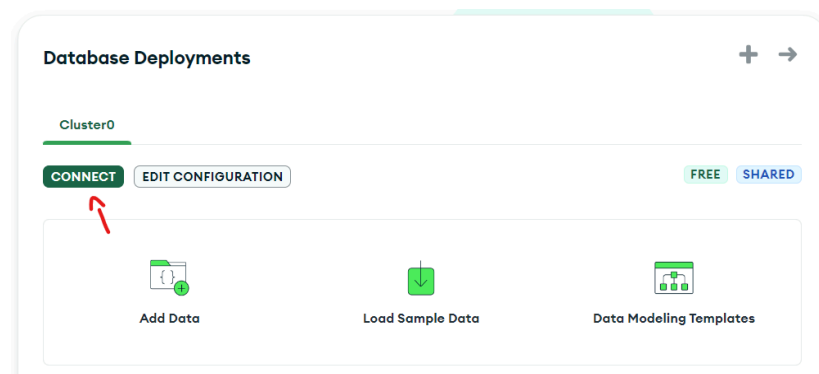 Database Deployments
Cluster0
CONNECT EDIT CONFIGURATION FREE SHARED
Add Data Load Sample Data Data Modeling Templates